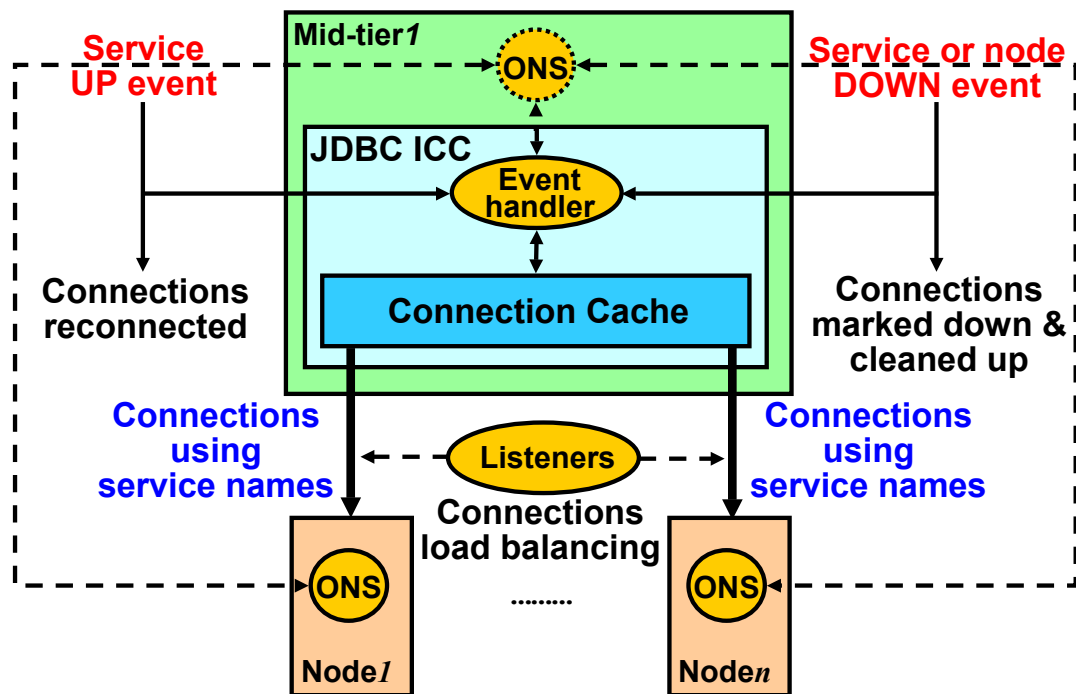 Mid-tier1
Service
UP event
ONS
Service or node
DOWN event
JDBC ICC
Event
handler
Connections
reconnected
Connection Cache
Connections
marked down &
cleaned up
Connections
using
service names
Listeners
Connections
using
service names
Connections
load balancing
ONS
.........
ONS
Node1
Noden